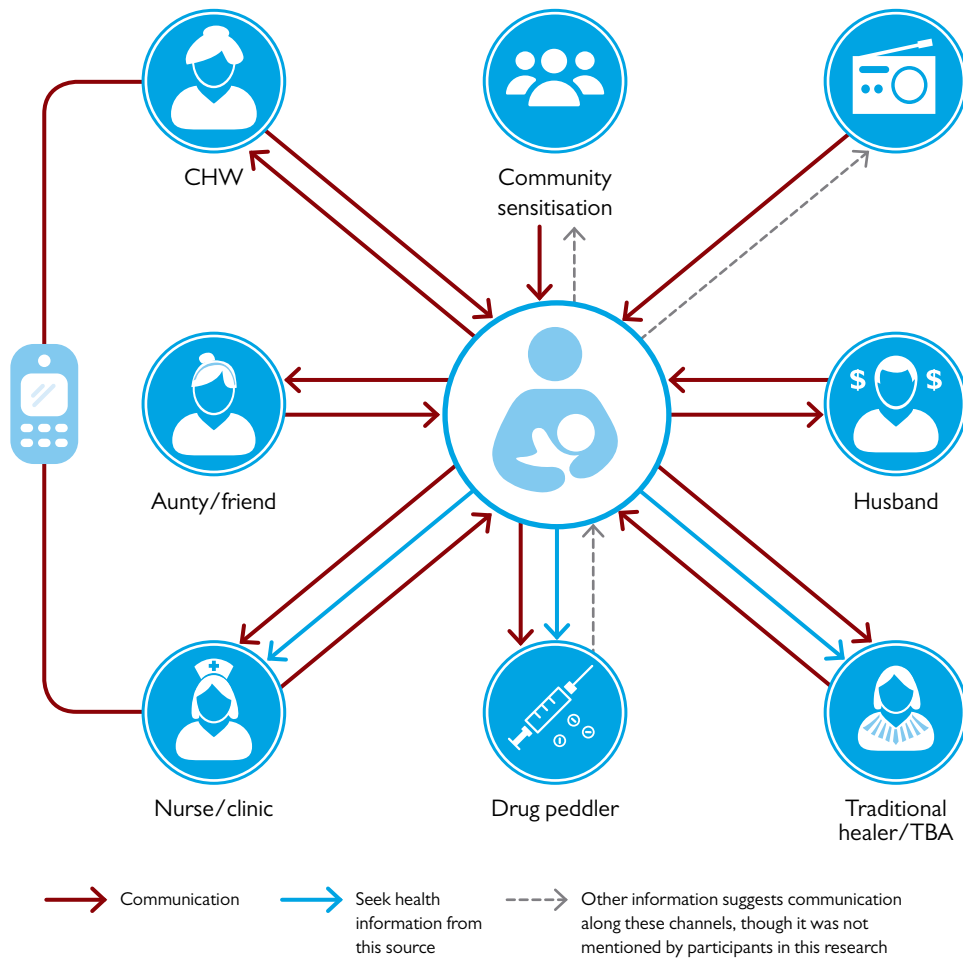 CHW
Community
sensitisation
Aunty/friend
$ $
Husband
Nurse/clinic
Drug peddler
Traditional
healer/TBA
Communication
Seek health
information from
this source
Other information suggests communication
along these channels, though it was not
mentioned by participants in this research